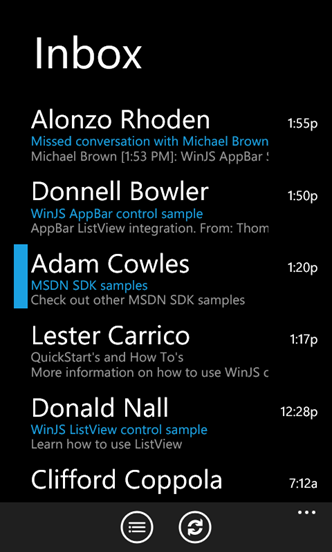 Inbox
Alonzo Rhoden 1:55p
Missed conversation with Michael Brown
Michael Brown [1:53 PM]: WinJS AppBar
Donnell Bowler 1:50p
WinJS AppBar control sample
AppBar ListView integration. From: Thom
Adam Cowles 1:20p
MSDN SDK samples
Check out other MSDN SDK samples
Lester Carrico 1:17p
QuickStart's and How To's
More information on how to use WinJS c
Donald Nall 12:28p
WinJS ListView control sample
Learn how to use ListView
Clifford Coppola 7:12a
...